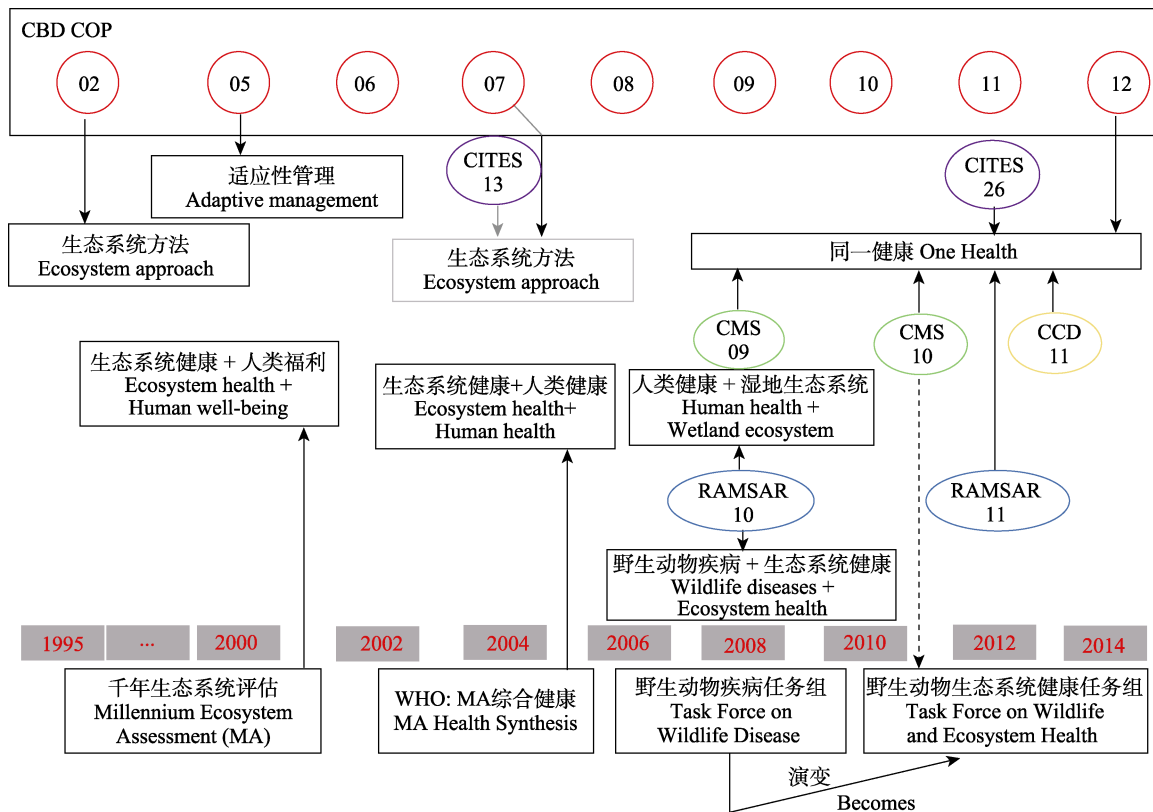 CBD COP
02
05
06
07
08
09
10
11
12
适应性管理
Adaptive management
CITES
13
CITES
26
生态系统方法
Ecosystem approach
生态系统方法
Ecosystem approach
同一健康 One Health
CMS
09
CMS
10
CCD
11
生态系统健康 + 人类福利
Ecosystem health +
Human well-being
生态系统健康+人类健康
Ecosystem health+
Human health
人类健康 + 湿地生态系统
Human health +
Wetland ecosystem
RAMSAR
10
RAMSAR
11
野生动物疾病 + 生态系统健康
Wildlife diseases +
Ecosystem health
1995
...
2000
2002
2004
2006
2008
2010
2012
2014
千年生态系统评估
Millennium Ecosystem
Assessment (MA)
WHO: MA综合健康
MA Health Synthesis
野生动物疾病任务组
Task Force on
Wildlife Disease
野生动物生态系统健康任务组
Task Force on Wildlife
and Ecosystem Health
演变
Becomes